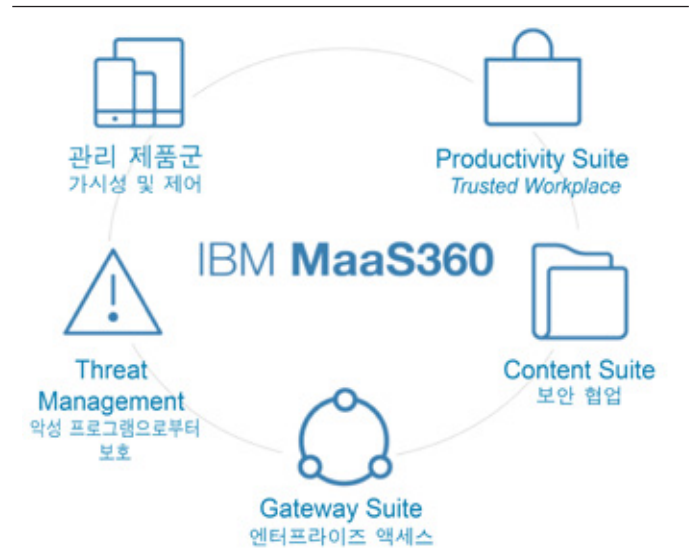 관리 제품군
가시성 및 제어
Productivity Suite
Trusted Workplace
IBM MaaS360
Threat
Management
악성 프로그램으로부터
보호
Content Suite
보안 협업
Gateway Suite
엔터프라이즈 액세스